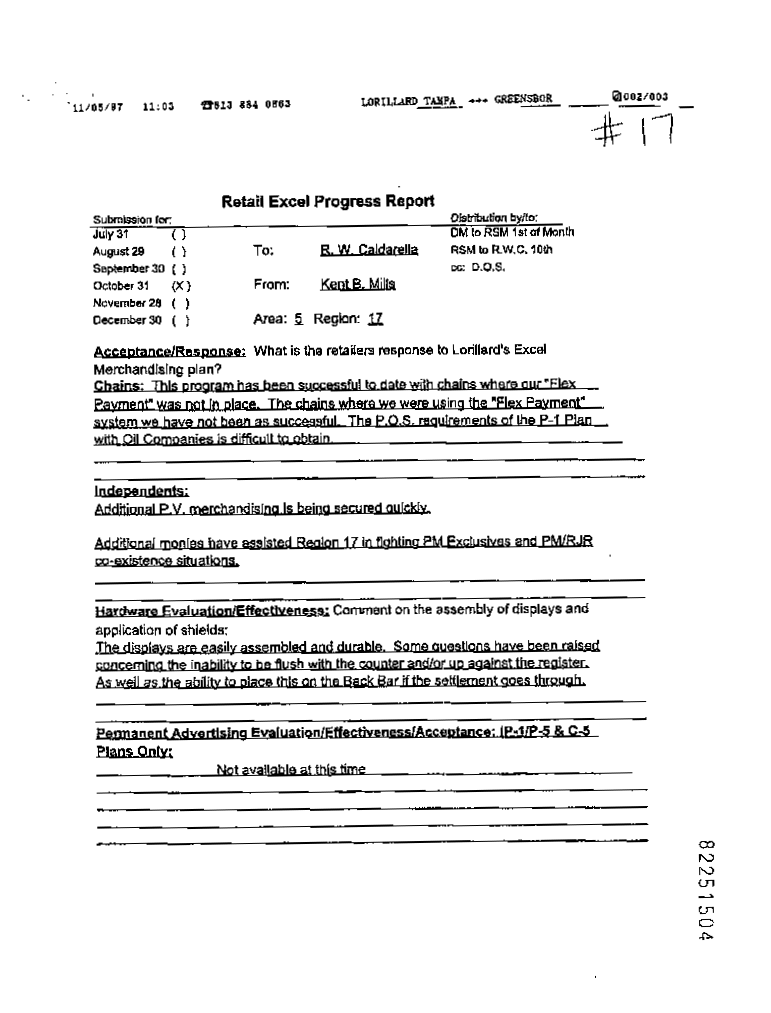 11/05/97 11:03 ☎813 884 0863 LORILLARD TAMPA →→→ GREENSBOR 002/003
# 17
Retail Excel Progress Report
Submission for: Distribution by/to:
July 31 ( ) DM to RSM 1st of Month
August 29 ( ) To: R. W. Caldarella RSM to R.W.C. 10th
September 30 ( ) cc: D.O.S.
October 31 (X) From: Kent B. Mills
November 28 ( )
December 30 ( ) Area: 5 Region: 17
Acceptance/Response: What is the retailers response to Lorillard's Excel
Merchandising plan?
Chains: This program has been successful to date with chains where our "Flex
Payment" was not in place. The chains where we were using the "Flex Payment"
system we have not been as successful. The P.O.S. requirements of the P-1 Plan
with Oil Companies is difficult to obtain.
Independents:
Additional P.V. merchandising is being secured quickly.
Additional monies have assisted Region 17 in fighting PM Exclusives and PM/RJR
co-existence situations.
Hardware Evaluation/Effectiveness: Comment on the assembly of displays and
application of shields:
The displays are easily assembled and durable. Some questions have been raised
concerning the inability to be flush with the counter and/or up against the register.
As well as the ability to place this on the Back Bar if the settlement goes through.
Permanent Advertising Evaluation/Effectiveness/Acceptance: (P-1/P-5 & C-5
Plans Only:
Not available at this time
82251504